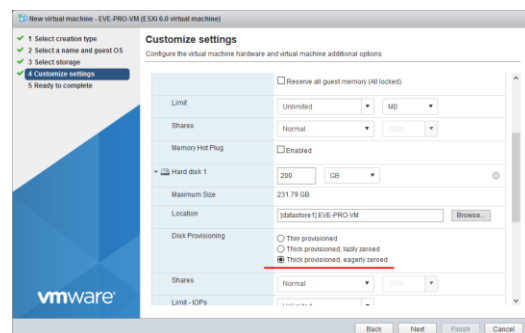 New virtual machine - EVE-PRO-VM (ESXi 6.0 virtual machine)
1 Select creation type
2 Select a name and guest OS
3 Select storage
4 Customize settings
5 Ready to complete
Customize settings
Configure the virtual machine hardware and virtual machine additional options
Reserve all guest memory (All locked)
Limit
Unlimited
MB
Shares
Normal
Memory Hot Plug
Enabled
Hard disk 1
200
GB
Maximum Size
231.79 GB
Location
[datastore1] EVE-PRO-VM
Browse...
Disk Provisioning
Thin provisioned
Thick provisioned, lazily zeroed
Thick provisioned, eagerly zeroed
Shares
Normal
Limit - IOPs
Unlimited
vmware
Back
Next
Finish
Cancel